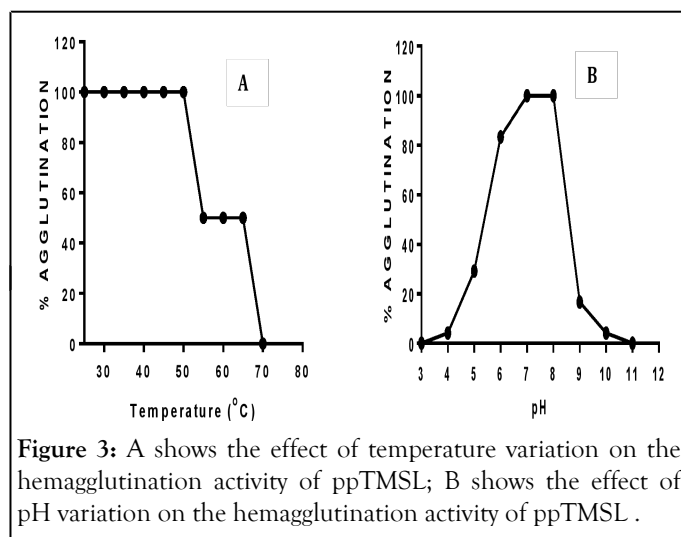 120
100
80
60
40
20
0
% AGGLUTINATION
A
30 40 50 60 70 80
Temperature (°C)
120
100
80
60
40
20
0
% AGGLUTINATION
B
3 4 5 6 7 8 9 10 11 12
pH
Figure 3: A shows the effect of temperature variation on the
hemagglutination activity of ppTMSL; B shows the effect of
pH variation on the hemagglutination activity of ppTMSL .